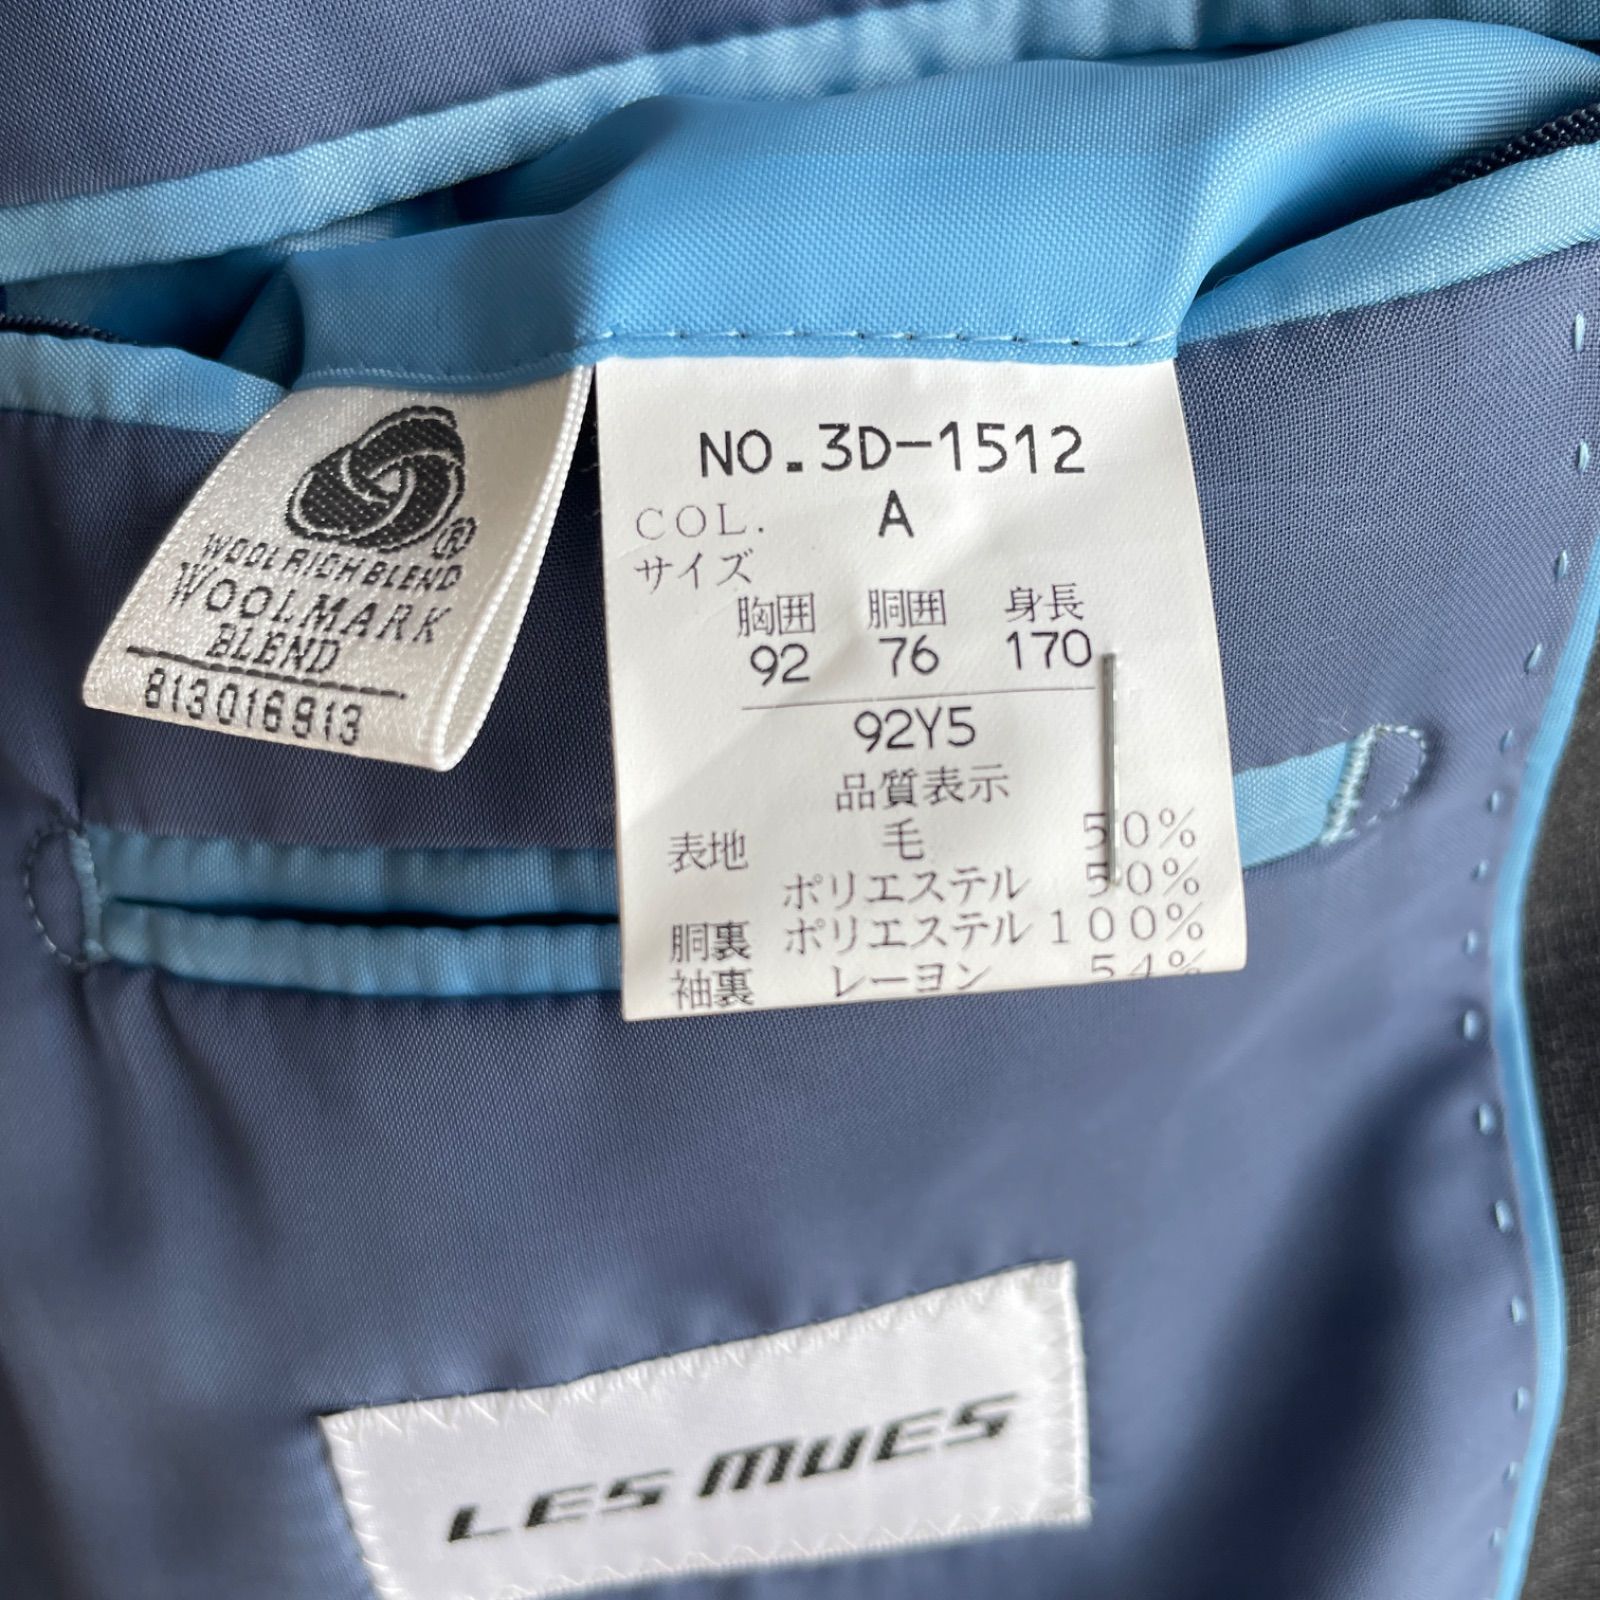 WOOL RICH BLEND
WOOLMARK
BLEND
813016913
NO.3D-1512
COL. A
サイズ
胸囲 胴囲 身長
92 76 170
92Y5
品質表示
表地 毛 50%
ポリエステル 50%
胴裏 ポリエステル 100%
袖裏 レーヨン 54%
LES MUES